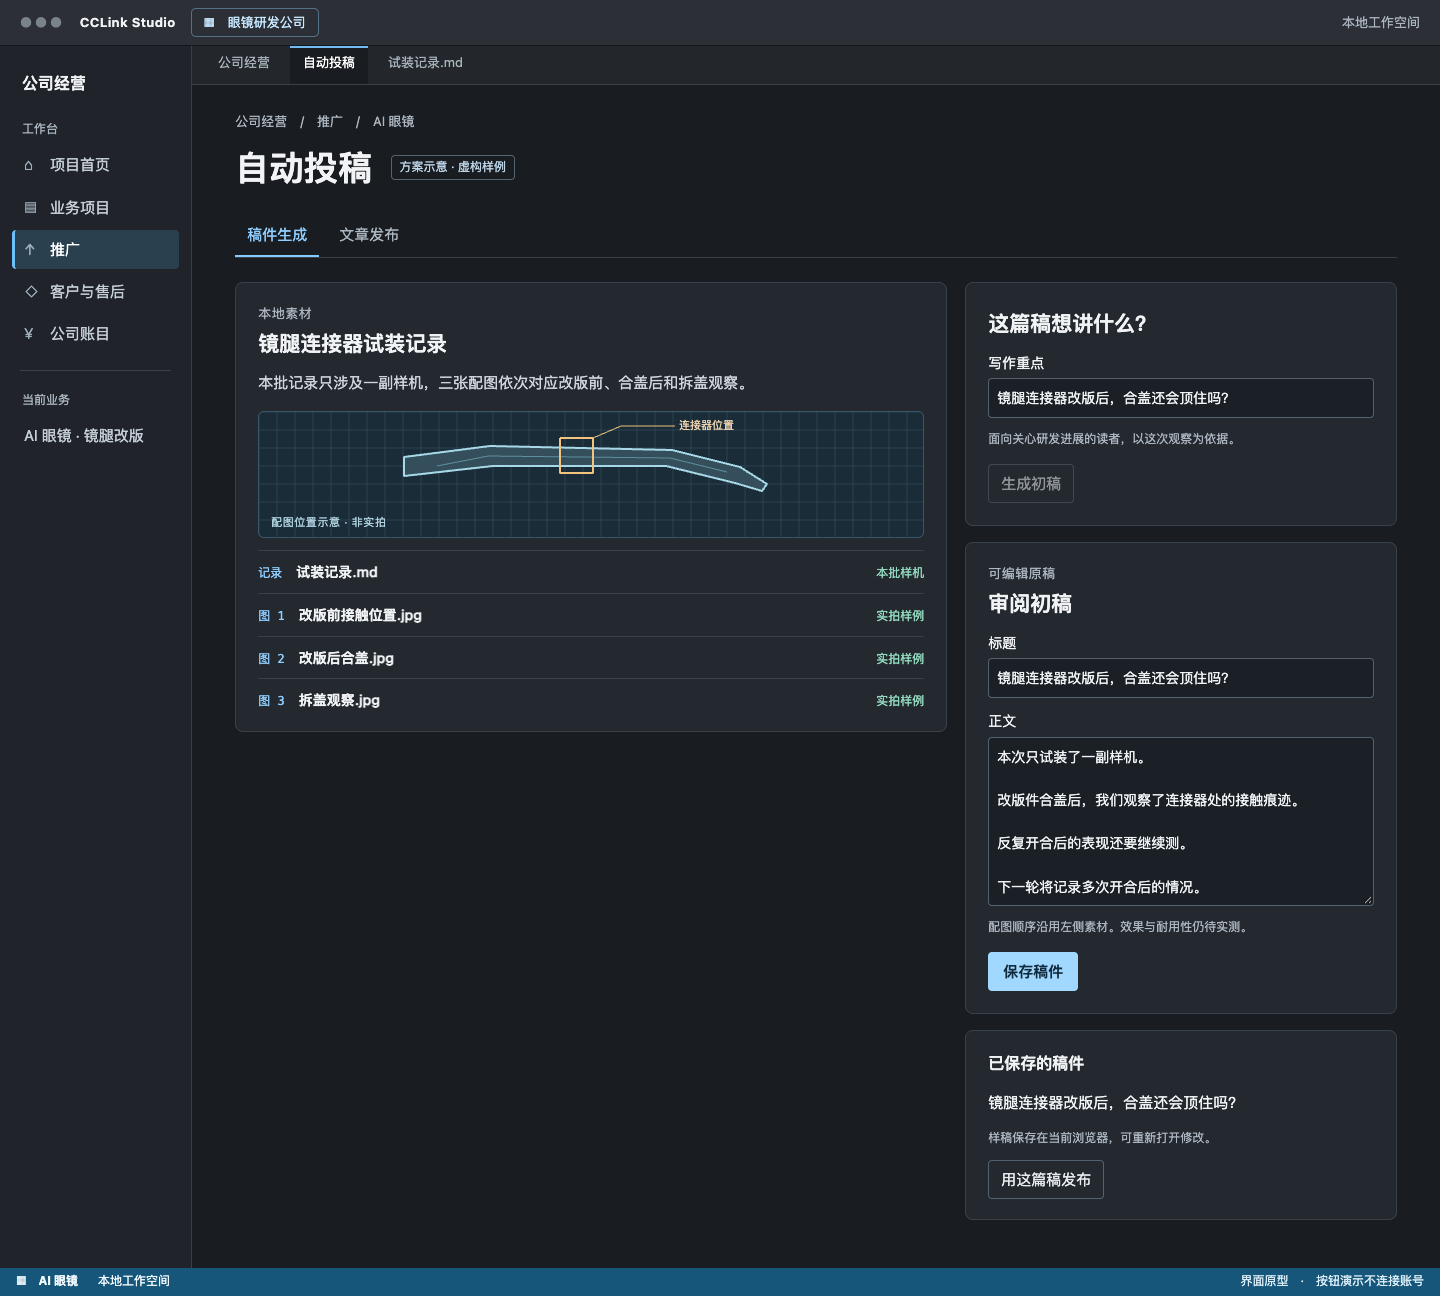 CCLink Studio
眼镜研发公司
本地工作空间
公司经营
自动投稿
试装记录.md
公司经营
工作台
项目首页
业务项目
推广
客户与售后
¥ 公司账目
当前业务
AI 眼镜 · 镜腿改版
公司经营 / 推广 / AI 眼镜
自动投稿
方案示意 · 虚构样例
稿件生成
文章发布
本地素材
镜腿连接器试装记录
本批记录只涉及一副样机，三张配图依次对应改版前、合盖后和拆盖观察。
连接器位置
配图位置示意 · 非实拍
记录 试装记录.md 本批样机
图 1 改版前接触位置.jpg 实拍样例
图 2 改版后合盖.jpg 实拍样例
图 3 拆盖观察.jpg 实拍样例
这篇稿想讲什么？
写作重点
镜腿连接器改版后，合盖还会顶住吗？
面向关心研发进展的读者，以这次观察为依据。
生成初稿
可编辑原稿
审阅初稿
标题
镜腿连接器改版后，合盖还会顶住吗？
正文
本次只试装了一副样机。
改版件合盖后，我们观察了连接器处的接触痕迹。
反复开合后的表现还要继续测。
下一轮将记录多次开合后的情况。
配图顺序沿用左侧素材。效果与耐用性仍待实测。
保存稿件
已保存的稿件
镜腿连接器改版后，合盖还会顶住吗？
样稿保存在当前浏览器，可重新打开修改。
用这篇稿发布
AI 眼镜
本地工作空间
界面原型 · 按钮演示不连接账号